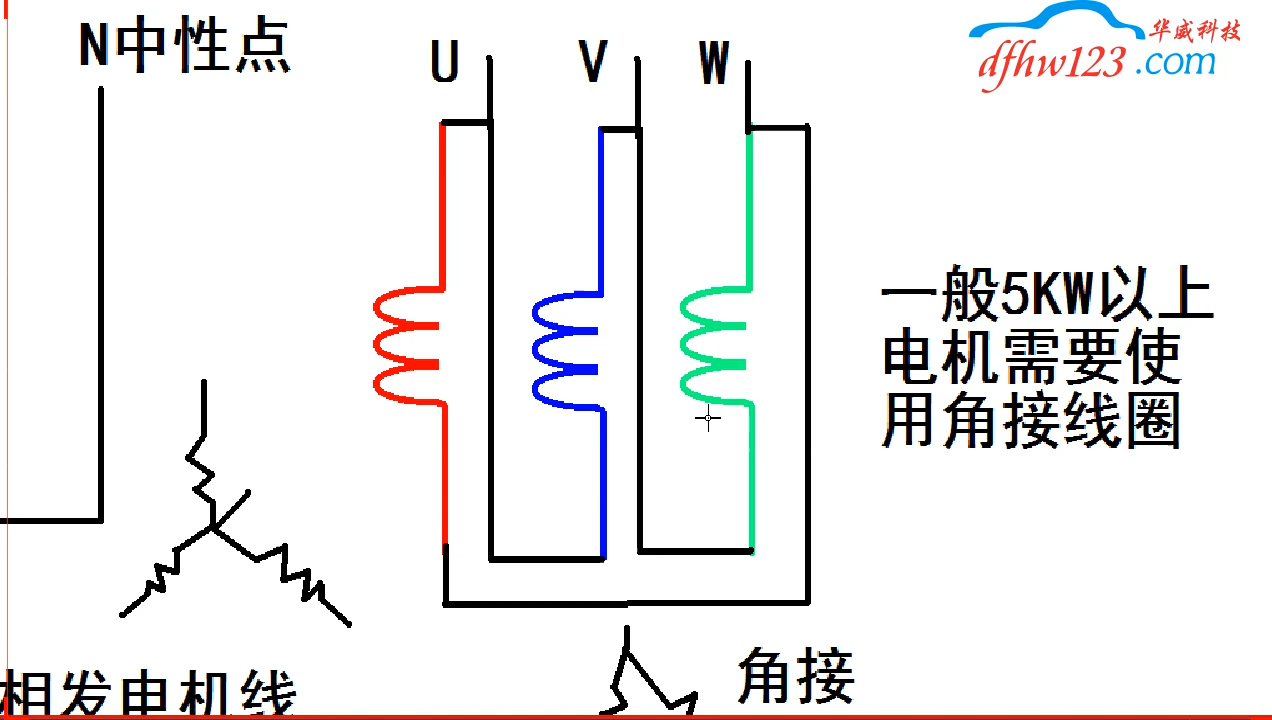 N中性点
U V W
华威科技
dfhw123.com
一般5KW以上
电机需要使
用角接线圈
角接
相发电机线